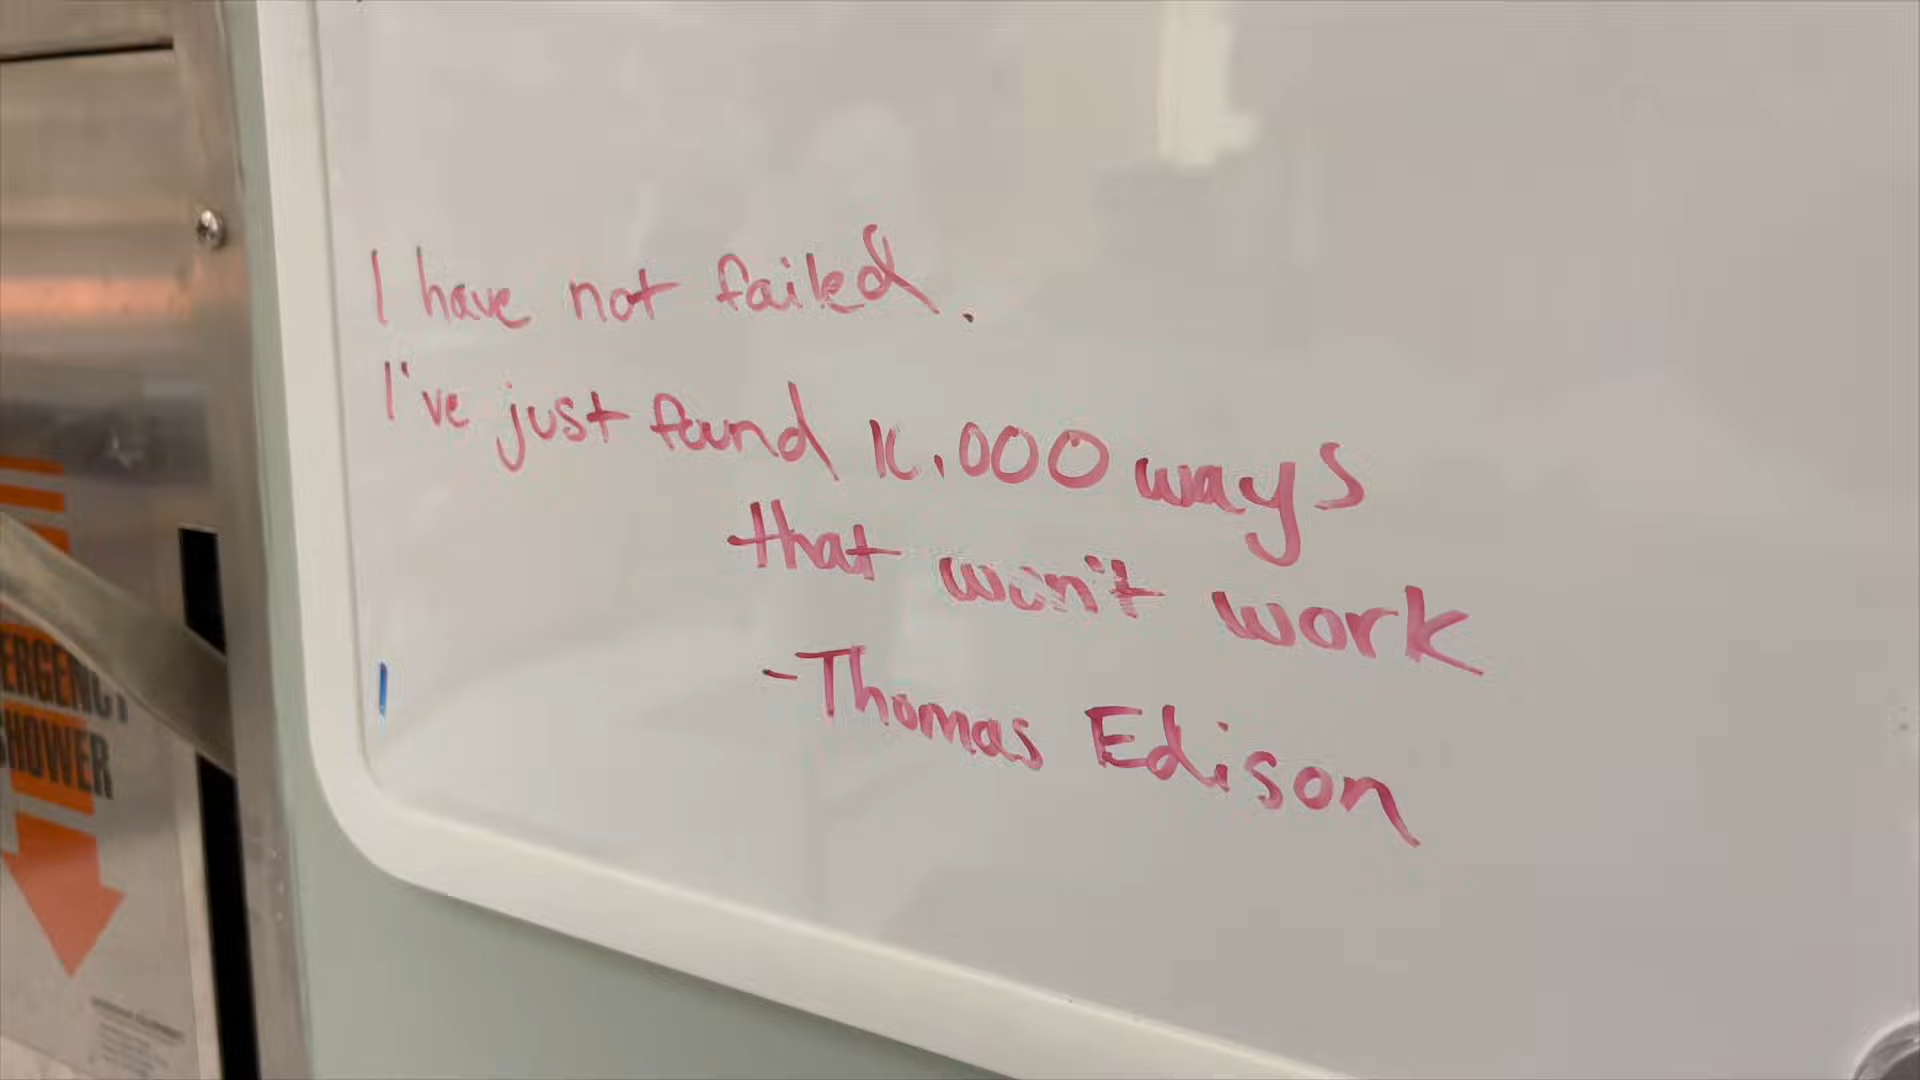 I have not failed.
I've just found 10,000 ways
that won't work
-Thomas Edison
ERGENCY
SHOWER